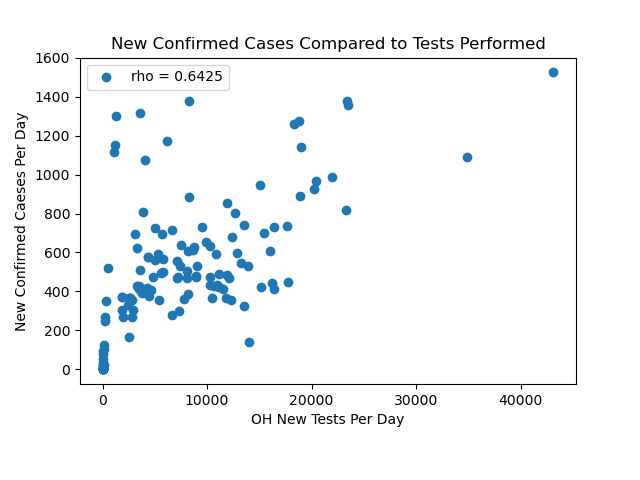 New Confirmed Cases Compared to Tests Performed
rho = 0.6425
New Confirmed Caeses Per Day
1600
1400
1200
1000
800
600
400
200
0
0 10000 20000 30000 40000
OH New Tests Per Day